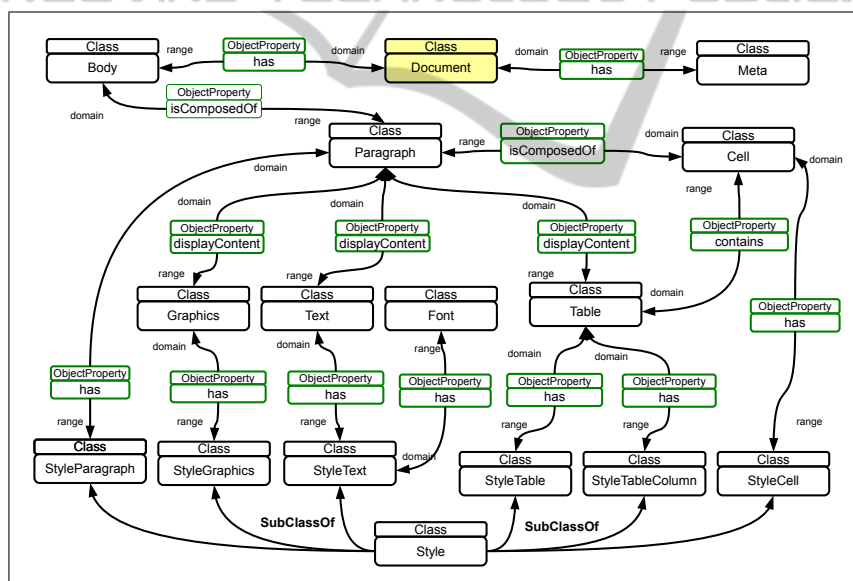 Class
ObjectProperty
Class
Class
range
domain
domain
range
Body
has
Document
ObjectProperty
has
Meta
ObjectProperty
isComposedOf
domain
range
Class
Paragraph
range
ObjectProperty
isComposedOf
domain
Class
Cell
domain
domain
range
domain
domain
domain
ObjectProperty
displayContent
ObjectProperty
displayContent
ObjectProperty
displayContent
ObjectProperty
contains
range
range
range
domain
Class
Graphics
Class
Text
Class
Font
Class
Table
ObjectProperty
has
domain
domain
range
domain
domain
ObjectProperty
has
ObjectProperty
has
ObjectProperty
has
ObjectProperty
has
ObjectProperty
has
ObjectProperty
has
range
range
range
domain
range
range
range
Class
StyleParagraph
Class
StyleGraphics
Class
StyleText
Class
StyleTable
Class
StyleTableColumn
Class
StyleCell
SubClassOf
SubClassOf
Class
Style